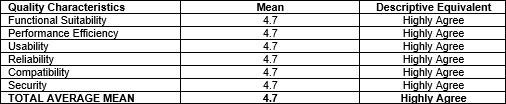 Quality Characteristics Mean Descriptive Equivalent
Functional Suitability 4.7 Highly Agree
Performance Efficiency 4.7 Highly Agree
Usability 4.7 Highly Agree
Reliability 4.7 Highly Agree
Compatibility 4.7 Highly Agree
Security 4.7 Highly Agree
TOTAL AVERAGE MEAN 4.7 Highly Agree